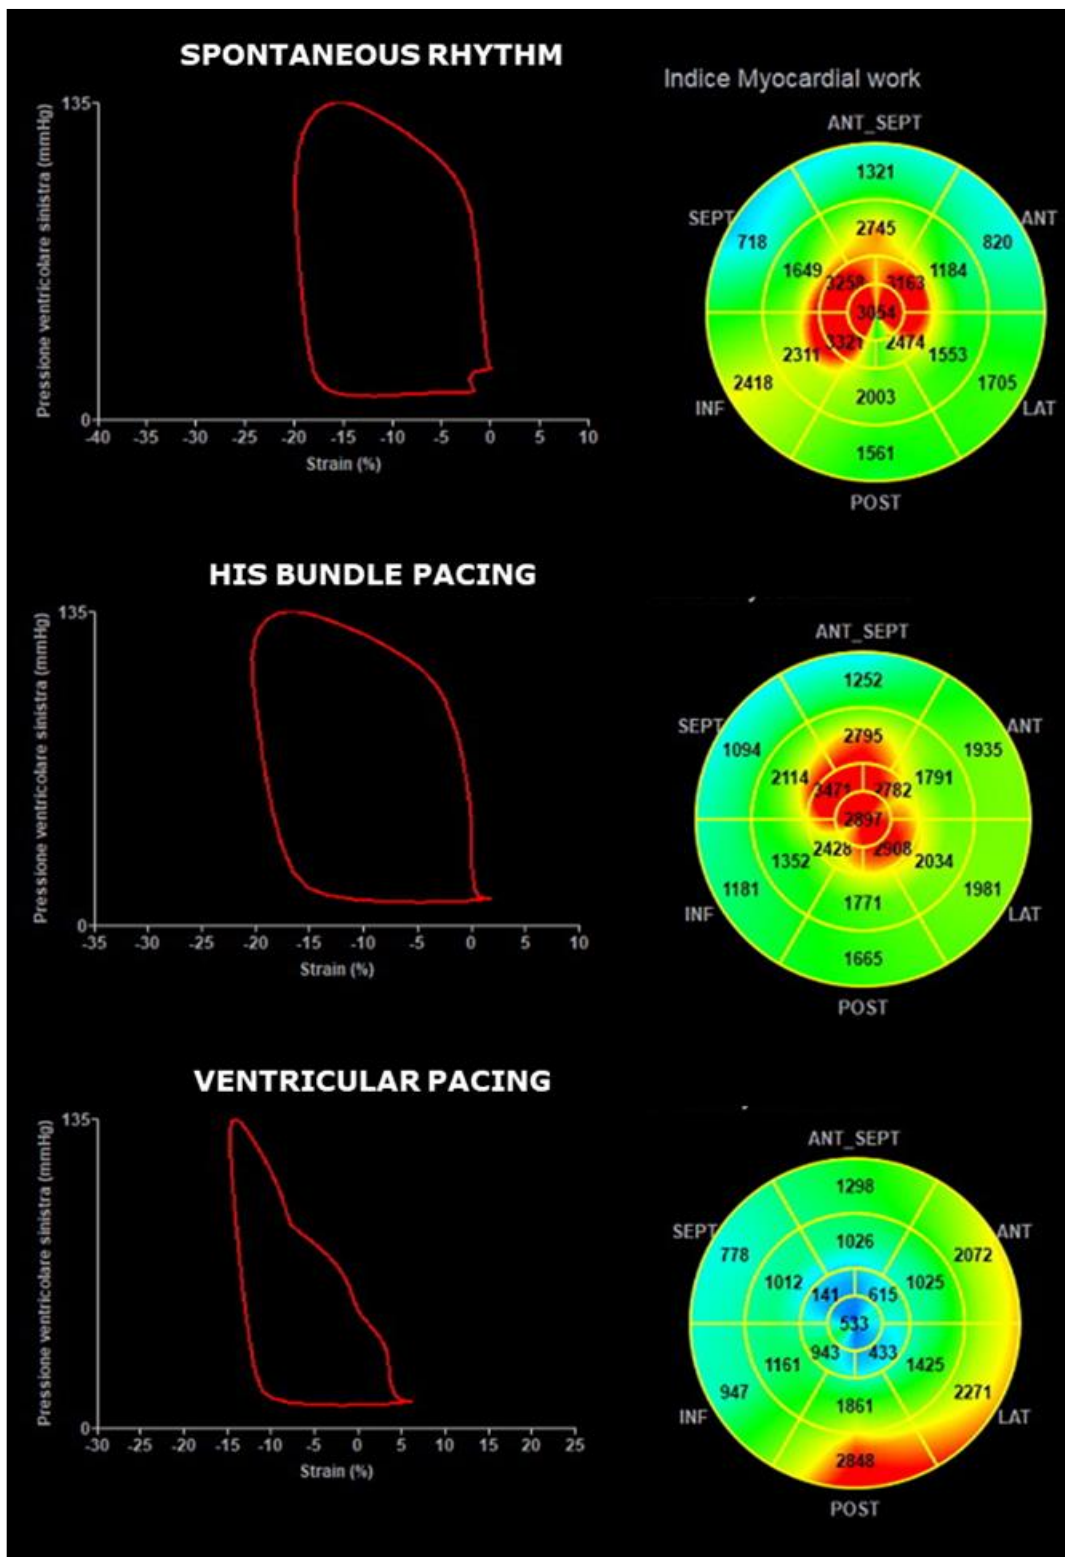 SPONTANEOUS RHYTHM
Indice Myocardial work
Pressione ventricolare sinistra (mmHg)
135
0
-40 -35 -30 -25 -20 -15 -10 -5 0 5 10
Strain (%)
ANT_SEPT
1321
SEPT ANT
718 2745 820
1649 3258 3163 1184
3054
2311 3321 2474 1553
2418 2003 1705
INF LAT
1561
POST
HIS BUNDLE PACING
Pressione ventricolare sinistra (mmHg)
135
0
-35 -30 -25 -20 -15 -10 -5 0 5 10
Strain (%)
ANT_SEPT
1252
SEPT ANT
1094 2795 1935
2114 3471 2782 1791
2897
1352 2428 2908 2034
1181 1771 1981
INF LAT
1665
POST
VENTRICULAR PACING
Pressione ventricolare sinistra (mmHg)
135
0
-30 -25 -20 -15 -10 -5 0 5 10 15 20 25
Strain (%)
ANT_SEPT
1298
SEPT ANT
778 1026 2072
1012 141 615 1025
533
1161 943 433 1425
947 1861 2271
INF LAT
2848
POST